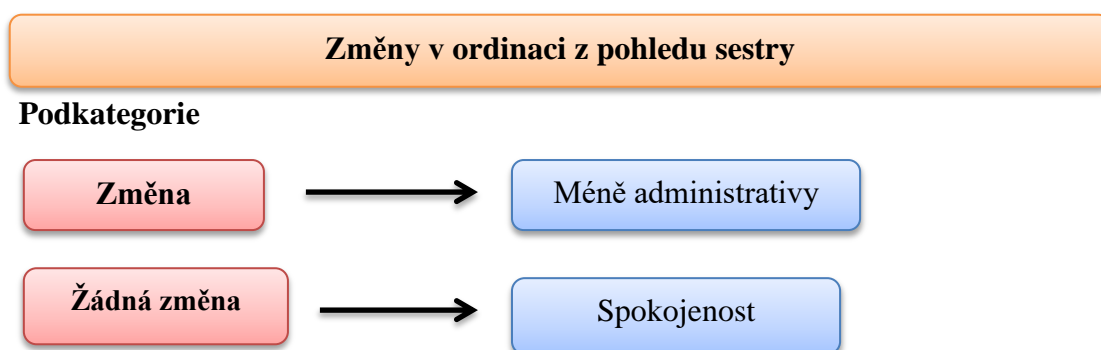 Změny v ordinaci z pohledu sestry
Podkategorie
Změna
Méně administrativy
Žádná změna
Spokojenost